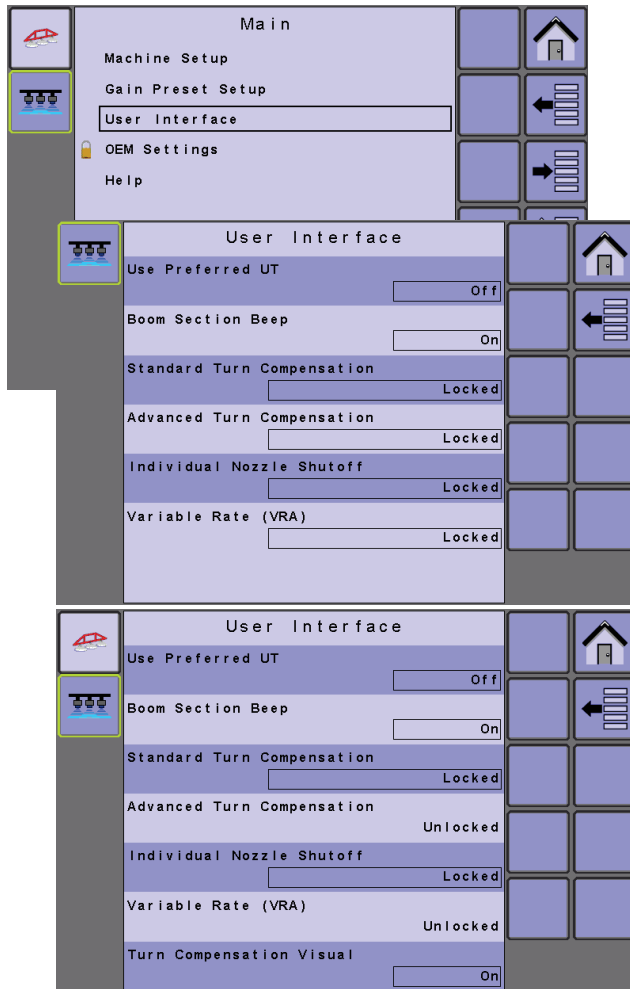 Main
Machine Setup
Gain Preset Setup
User Interface
OEM Settings
Help
User Interface
Use Preferred UT
Off
Boom Section Beep
On
Standard Turn Compensation
Locked
Advanced Turn Compensation
Locked
Individual Nozzle Shutoff
Locked
Variable Rate (VRA)
Locked
User Interface
Use Preferred UT
Off
Boom Section Beep
On
Standard Turn Compensation
Locked
Advanced Turn Compensation
Unlocked
Individual Nozzle Shutoff
Locked
Variable Rate (VRA)
Unlocked
Turn Compensation Visual
On